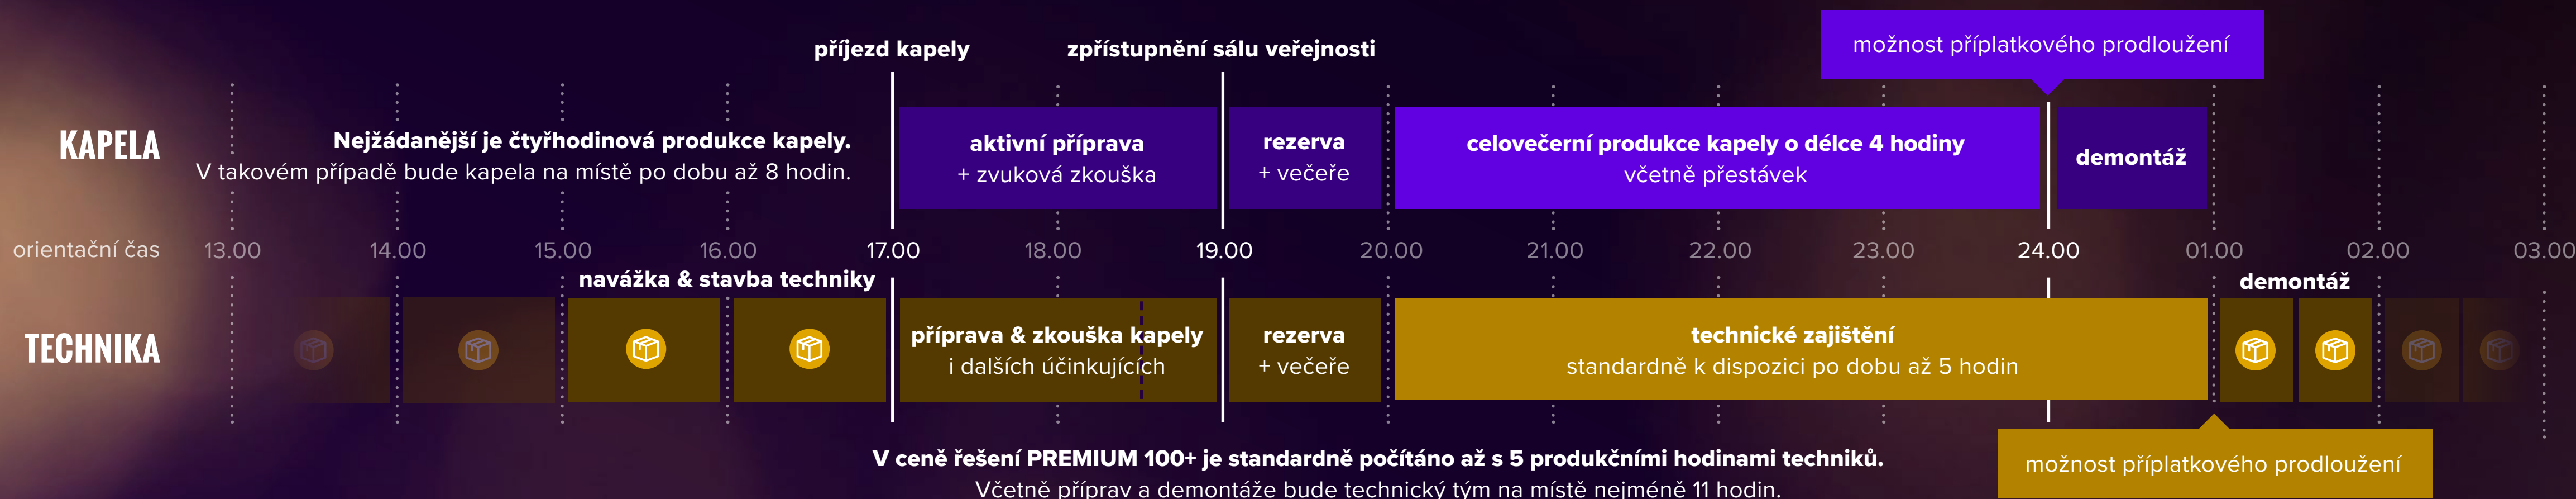 možnost příplatkového prodloužení
příjezd kapely
zpřístupnění sálu veřejnosti
KAPELA
Nejžádanější je čtyřhodinová produkce kapely.
V takovém případě bude kapela na místě po dobu až 8 hodin.
aktivní příprava
+ zvuková zkouška
rezerva
+ večeře
celovečerní produkce kapely o délce 4 hodiny
včetně přestávek
demontáž
orientační čas 13.00 14.00 15.00 16.00 17.00 18.00 19.00 20.00 21.00 22.00 23.00 24.00 01.00 02.00 03.00
navážka & stavba techniky
demontáž
TECHNIKA
příprava & zkouška kapely
i dalších účinkujících
rezerva
+ večeře
technické zajištění
standardně k dispozici po dobu až 5 hodin
V ceně řešení PREMIUM 100+ je standardně počítáno až s 5 produkčními hodinami techniků.
Včetně příprav a demontáže bude technický tým na místě nejméně 11 hodin.
možnost příplatkového prodloužení